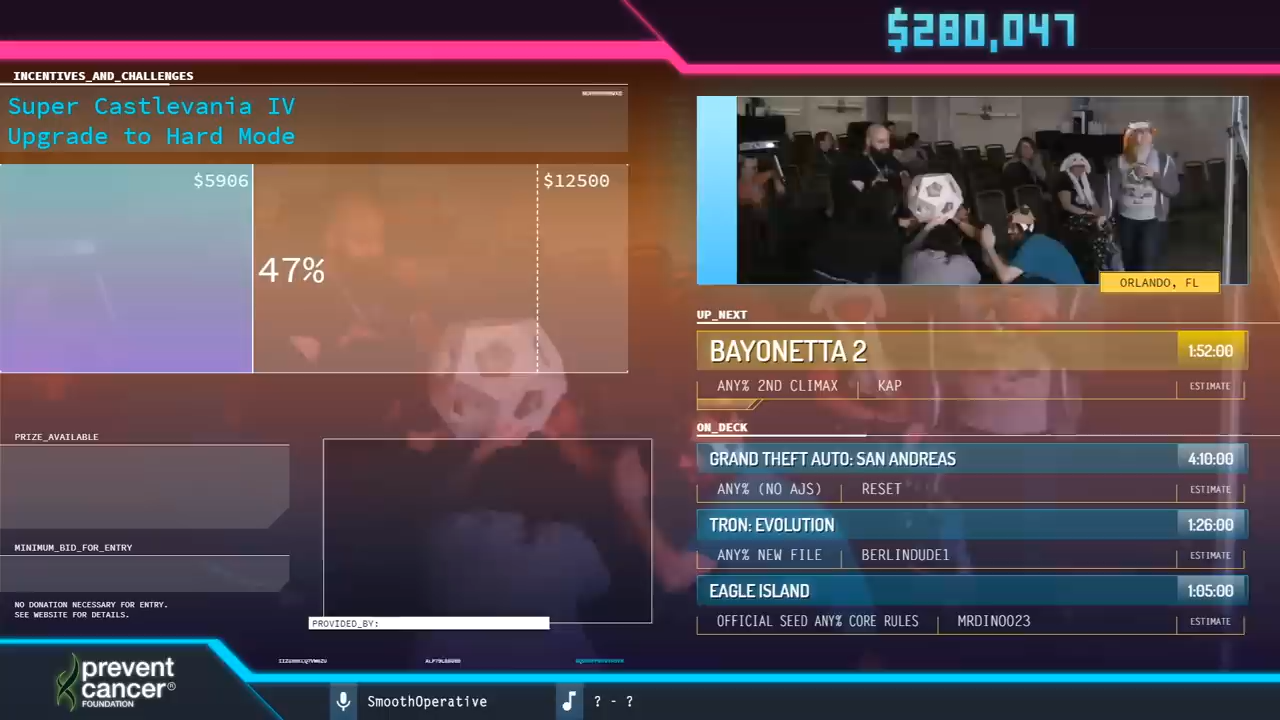 $280,047
INCENTIVES_AND_CHALLENGES
Super Castlevania IV
Upgrade to Hard Mode
$5906
$12500
47%
ORLANDO, FL
UP_NEXT
BAYONETTA 2
1:52:00
ANY% 2ND CLIMAX
KAP
ESTIMATE
ON_DECK
GRAND THEFT AUTO: SAN ANDREAS
4:10:00
ANY% (NO AJS)
RESET
ESTIMATE
TRON: EVOLUTION
1:26:00
ANY% NEW FILE
BERLINDUDE1
ESTIMATE
EAGLE ISLAND
1:05:00
OFFICIAL SEED ANY% CORE RULES
MRDINO023
ESTIMATE
PRIZE_AVAILABLE
MINIMUM_BID_FOR_ENTRY
NO DONATION NECESSARY FOR ENTRY.
SEE WEBSITE FOR DETAILS.
PROVIDED_BY:
prevent
cancer®
FOUNDATION
SmoothOperative
? - ?